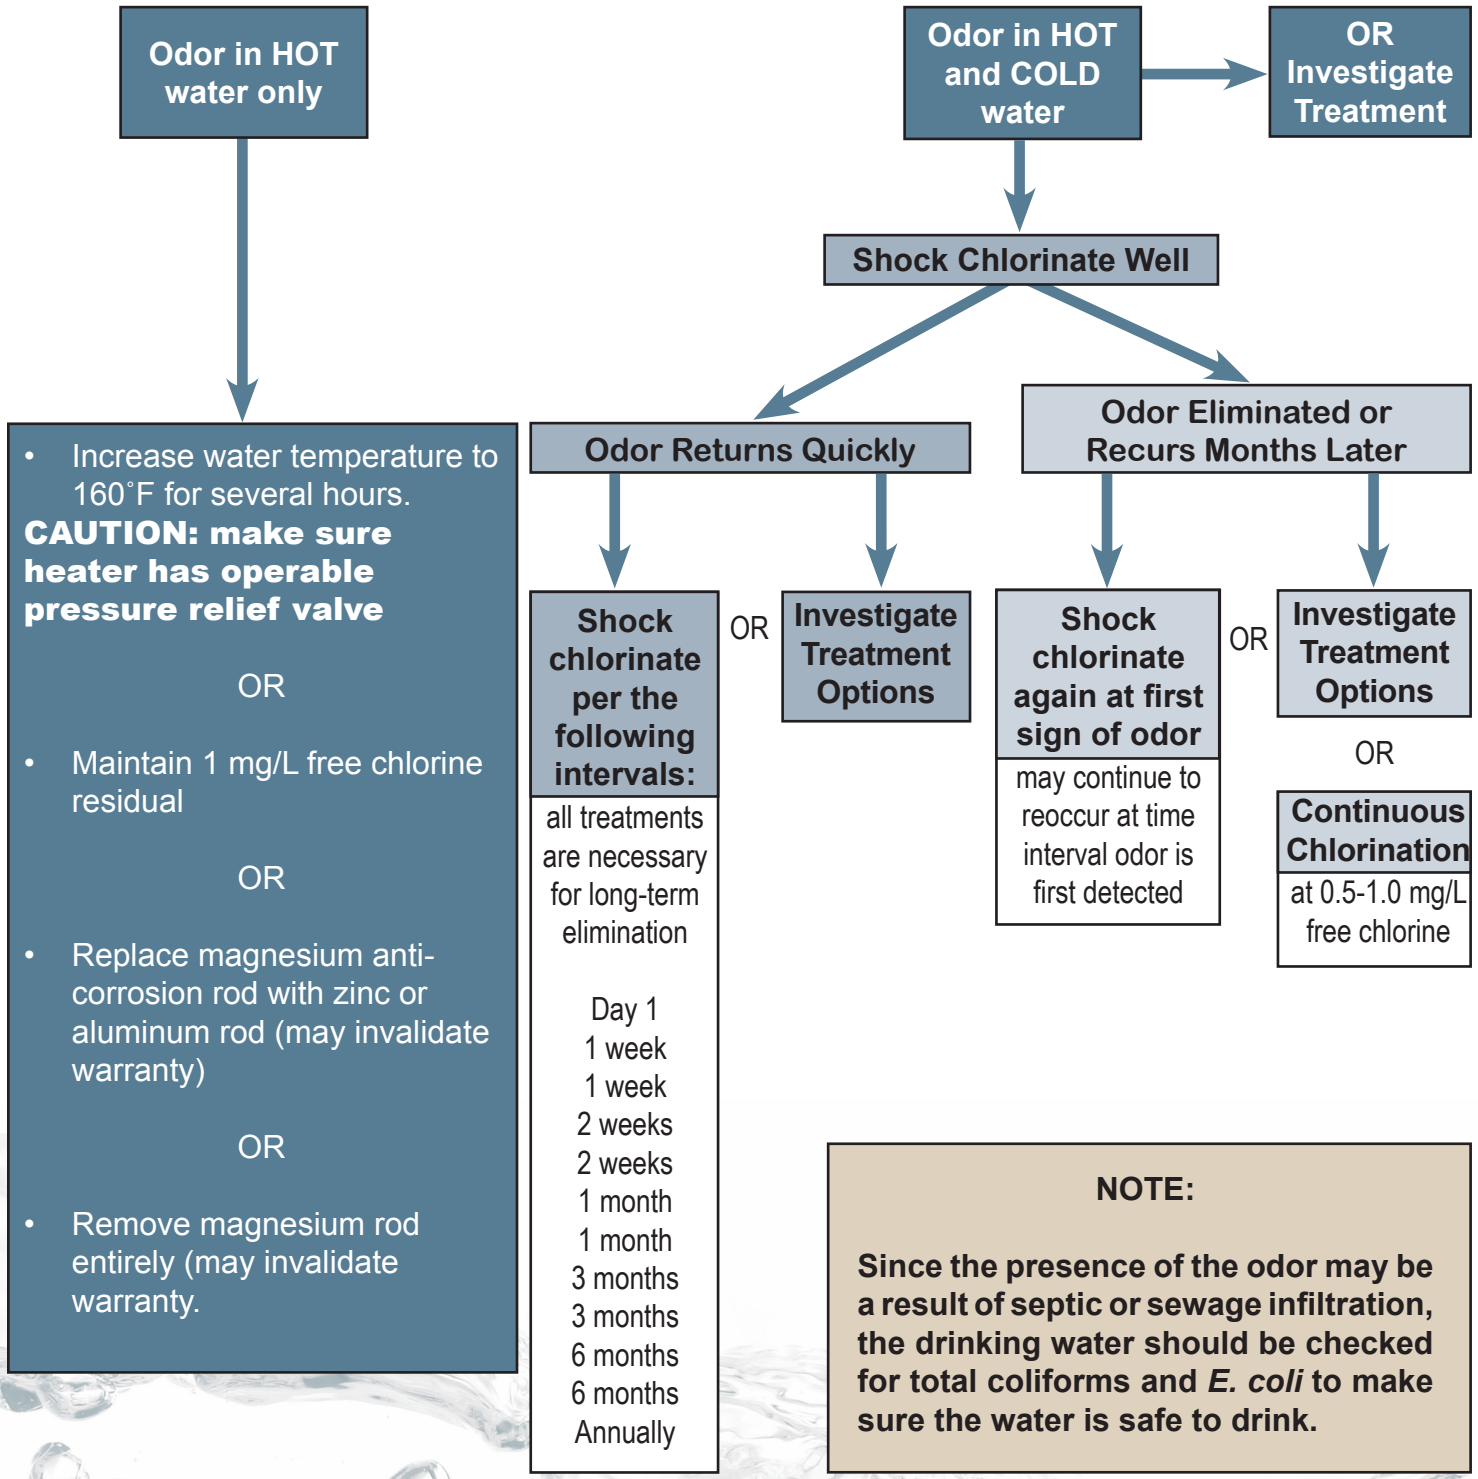 Odor in HOT
water only
Odor in HOT
and COLD
water
OR
Investigate
Treatment
Shock Chlorinate Well
• Increase water temperature to
160˚F for several hours.
CAUTION: make sure
heater has operable
pressure relief valve
OR
• Maintain 1 mg/L free chlorine
residual
OR
• Replace magnesium anti-
corrosion rod with zinc or
aluminum rod (may invalidate
warranty)
OR
• Remove magnesium rod
entirely (may invalidate
warranty.
Odor Returns Quickly
Shock
chlorinate
per the
following
intervals:
all treatments
are necessary
for long-term
elimination
Day 1
1 week
1 week
2 weeks
2 weeks
1 month
1 month
3 months
3 months
6 months
6 months
Annually
OR
Investigate
Treatment
Options
Odor Eliminated or
Recurs Months Later
Shock
chlorinate
again at first
sign of odor
may continue to
reoccur at time
interval odor is
first detected
OR
Investigate
Treatment
Options
OR
Continuous
Chlorination
at 0.5-1.0 mg/L
free chlorine
NOTE:
Since the presence of the odor may be
a result of septic or sewage infiltration,
the drinking water should be checked
for total coliforms and E. coli to make
sure the water is safe to drink.